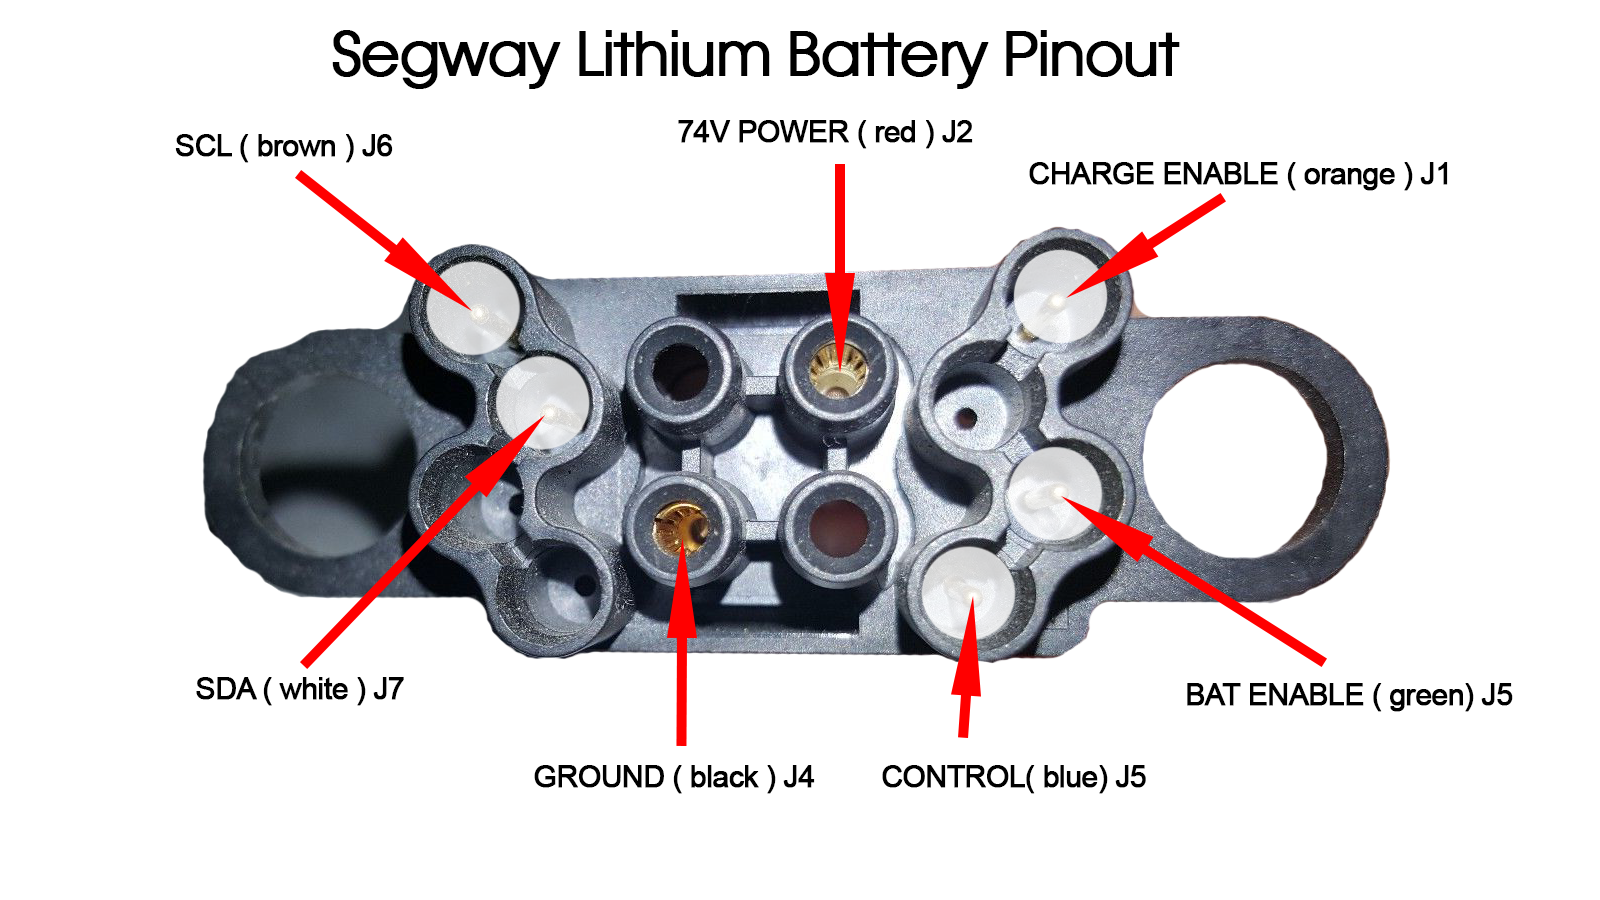 Segway Lithium Battery Pinout
SCL ( brown ) J6
74V POWER ( red ) J2
CHARGE ENABLE ( orange ) J1
SDA ( white ) J7
BAT ENABLE ( green) J5
GROUND ( black ) J4
CONTROL( blue) J5